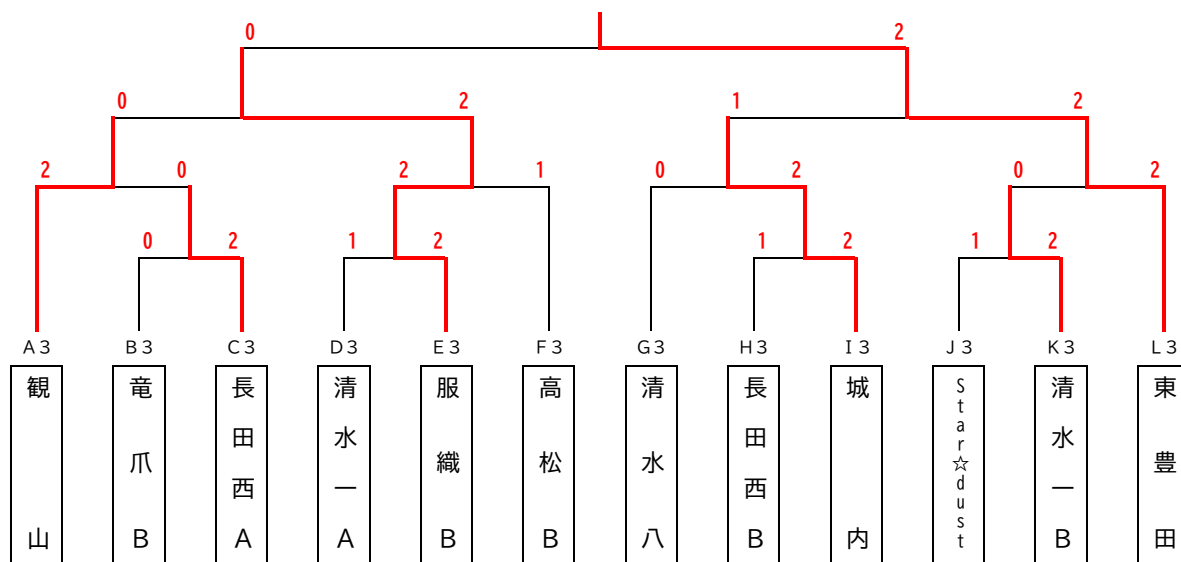 0 2
0 2 1 2
2 0 2 1 0 2 0 2
0 2 1 2 1 2 1 2
A3 B3 C3 D3 E3 F3 G3 H3 I3 J3 K3 L3
観山
竜爪B
長田西A
清水一A
服織B
高松B
清水八
長田西B
城内
Star☆dust
清水一B
東豊田